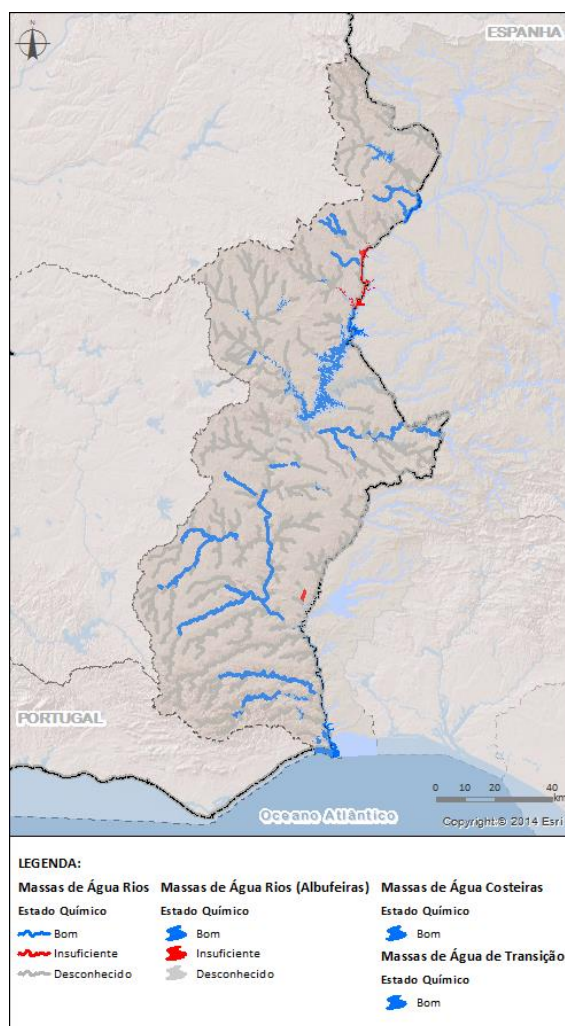 ESPANHA
PORTUGAL
Oceano Atlântico
0 10 20 40
km
Copyright:© 2014 Esri
LEGENDA:
Massas de Água Rios Massas de Água Rios (Albufeiras) Massas de Água Costeiras
Estado Químico Estado Químico Estado Químico
Bom Bom Bom
Insuficiente Insuficiente Massas de Água de Transição
Desconhecido Desconhecido Estado Químico
Bom